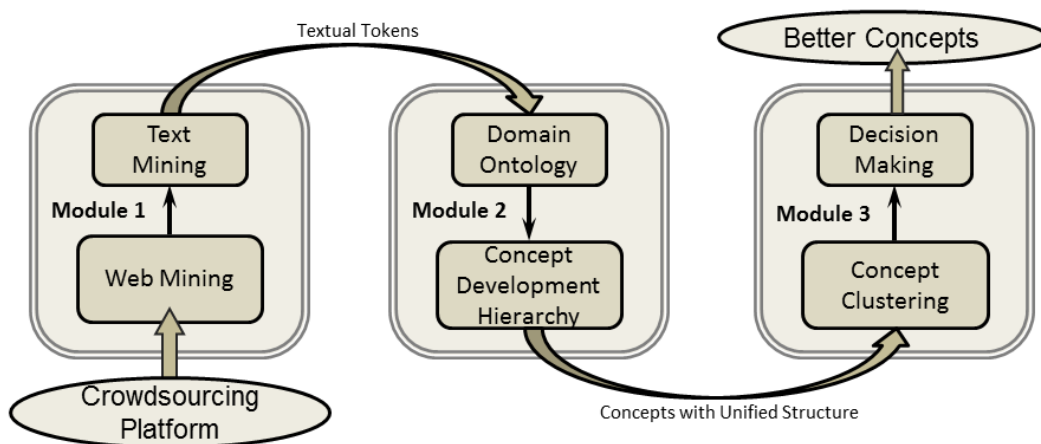 Textual Tokens
Better Concepts
Text
Mining
Module 1
Web Mining
Crowdsourcing
Platform
Domain
Ontology
Module 2
Concept
Development
Hierarchy
Concepts with Unified Structure
Decision
Making
Module 3
Concept
Clustering